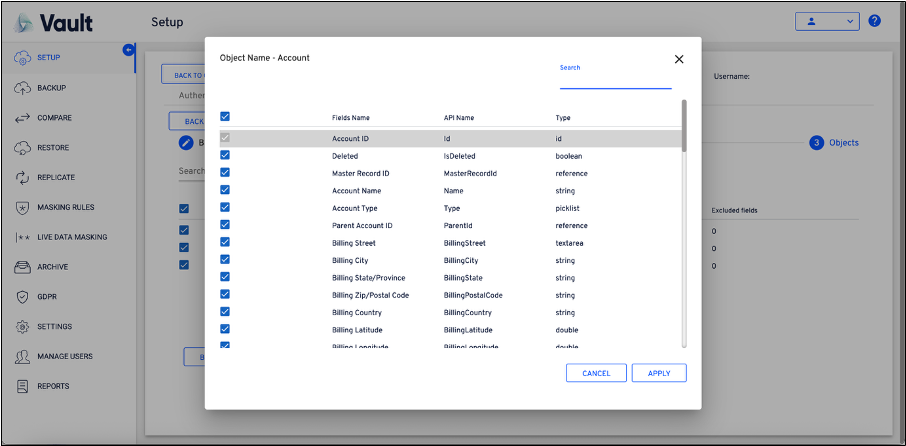 Vault
Setup
SETUP
BACKUP
COMPARE
RESTORE
REPLICATE
MASKING RULES
LIVE DATA MASKING
ARCHIVE
GDPR
SETTINGS
MANAGE USERS
REPORTS
BACK TO
Username:
BACK
3 Objects
Search
Excluded fields
0
0
0
Object Name - Account
Search
Fields Name API Name Type
Account ID Id id
Deleted IsDeleted boolean
Master Record ID MasterRecordId reference
Account Name Name string
Account Type Type picklist
Parent Account ID ParentId reference
Billing Street BillingStreet textarea
Billing City BillingCity string
Billing State/Province BillingState string
Billing Zip/Postal Code BillingPostalCode string
Billing Country BillingCountry string
Billing Latitude BillingLatitude double
Billing Longitude BillingLongitude double
CANCEL APPLY